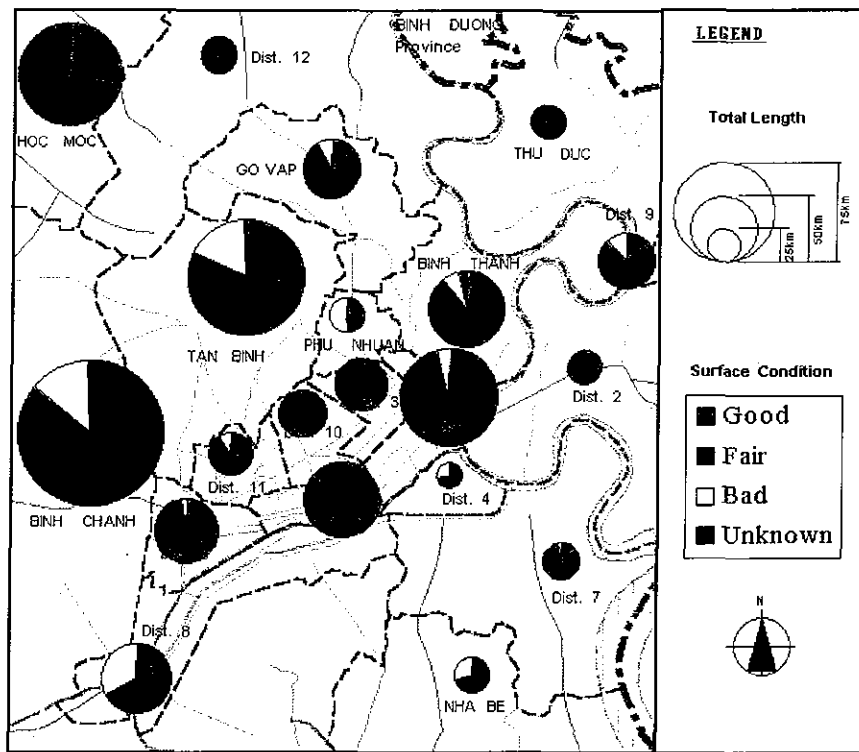 BINH DUONG
Province
Dist. 12
HOC MOC
THU DUC
GO VAP
Dist. 9
BINH THANH
PHU NHUAN
TAN BINH
Dist. 2
3
10
Dist. 11
Dist. 4
BINH CHANH
Dist. 7
Dist. 8
NHA BE
LEGEND
Total Length
25km
50km
75km
Surface Condition
Good
Fair
Bad
Unknown
N